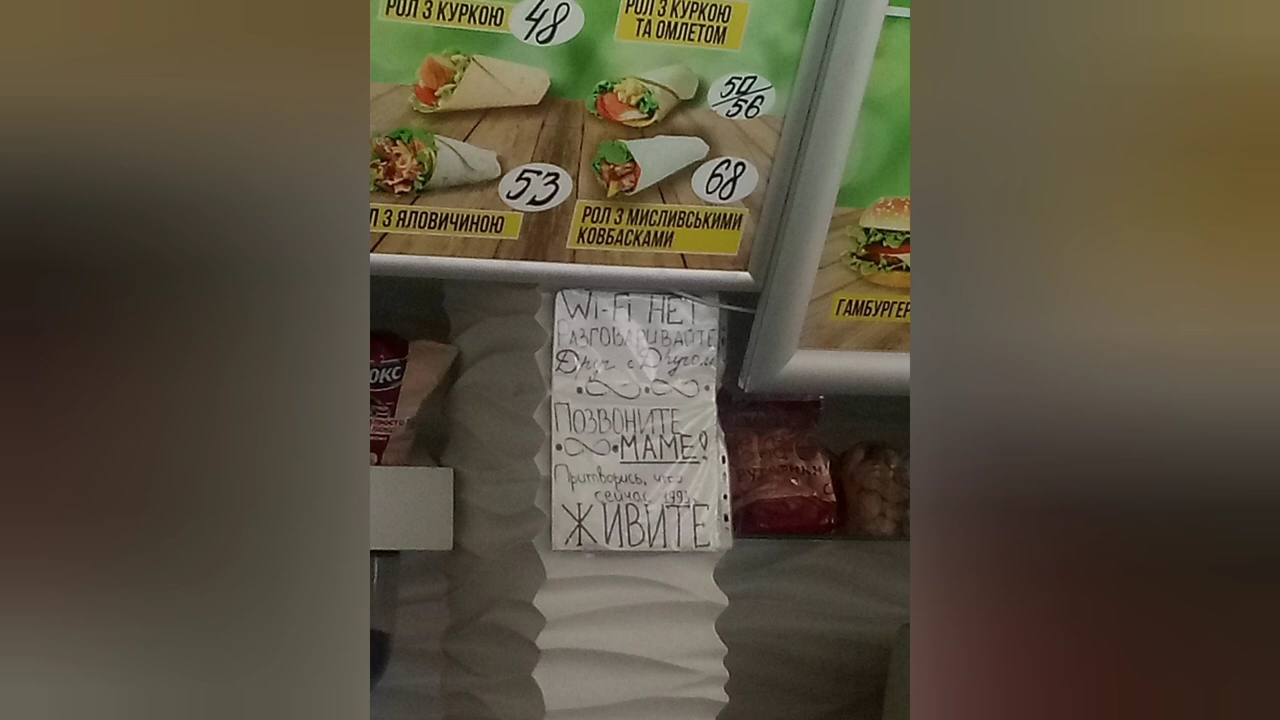 РОЛ З КУРКОЮ
48
РОЛ З КУРКОЮ
ТА ОМЛЕТОМ
50/56
53
68
З ЯЛОВИЧИНОЮ
РОЛ З МИСЛИВСЬКИМИ
КОВБАСКАМИ
ГАМБУРГЕР
WI-FI НЕТ
РАЗГОВАРИВАЙТЕ
Друг с Другом
ПОЗВОНИТЕ
МАМЕ!
Притворись, что
сейчас 1993
ЖИВИТЕ